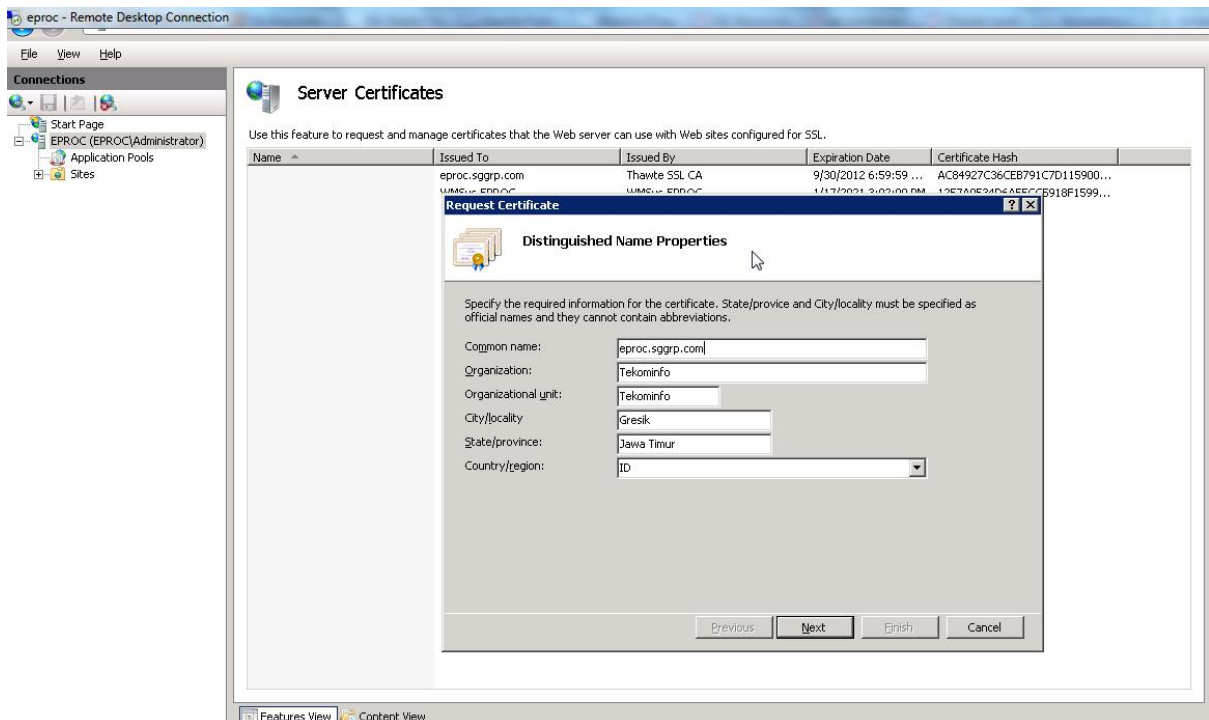 eproc - Remote Desktop Connection
File View Help
Connections
Start Page
EPROC (EPROC\Administrator)
Application Pools
Sites
Server Certificates
Use this feature to request and manage certificates that the Web server can use with Web sites configured for SSL.
Name Issued To Issued By Expiration Date Certificate Hash
eproc.sggrp.com Thawte SSL CA 9/30/2012 6:59:59 ... AC84927C36CEB791C7D115900...
Request Certificate
Distinguished Name Properties
Specify the required information for the certificate. State/provice and City/locality must be specified as
official names and they cannot contain abbreviations.
Common name: eproc.sggrp.com
Organization: Tekominfo
Organizational unit: Tekominfo
City/locality Gresik
State/province: Jawa Timur
Country/region: ID
Previous Next Finish Cancel
Features View Content View